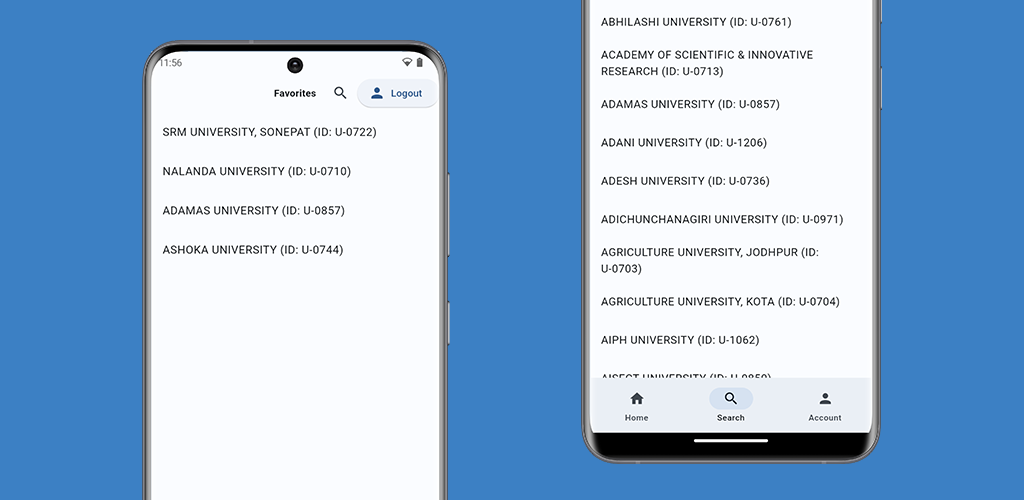 11:56
Favorites
Logout
SRM UNIVERSITY, SONEPAT (ID: U-0722)
NALANDA UNIVERSITY (ID: U-0710)
ADAMAS UNIVERSITY (ID: U-0857)
ASHOKA UNIVERSITY (ID: U-0744)
ABHILASHI UNIVERSITY (ID: U-0761)
ACADEMY OF SCIENTIFIC & INNOVATIVE
RESEARCH (ID: U-0713)
ADAMAS UNIVERSITY (ID: U-0857)
ADANI UNIVERSITY (ID: U-1206)
ADESH UNIVERSITY (ID: U-0736)
ADICHUNCHANAGIRI UNIVERSITY (ID: U-0971)
AGRICULTURE UNIVERSITY, JODHPUR (ID:
U-0703)
AGRICULTURE UNIVERSITY, KOTA (ID: U-0704)
AIPH UNIVERSITY (ID: U-1062)
AISECT UNIVERSITY (ID:
Home
Search
Account